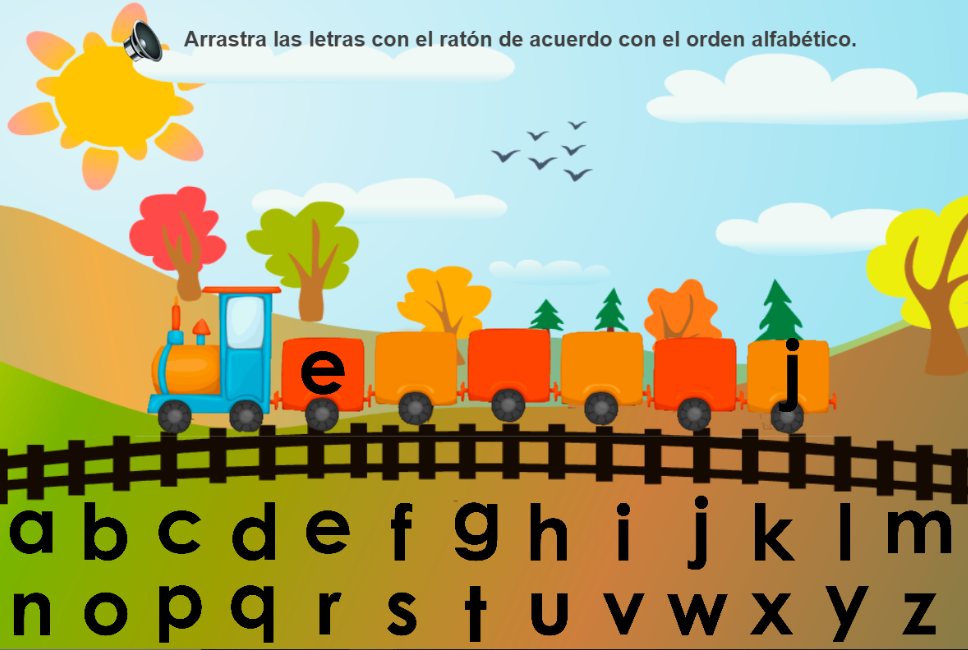 Arrastra las letras con el ratón de acuerdo con el orden alfabético.
e j
a b c d e f g h i j k l m
n o p q r s t u v w x y z